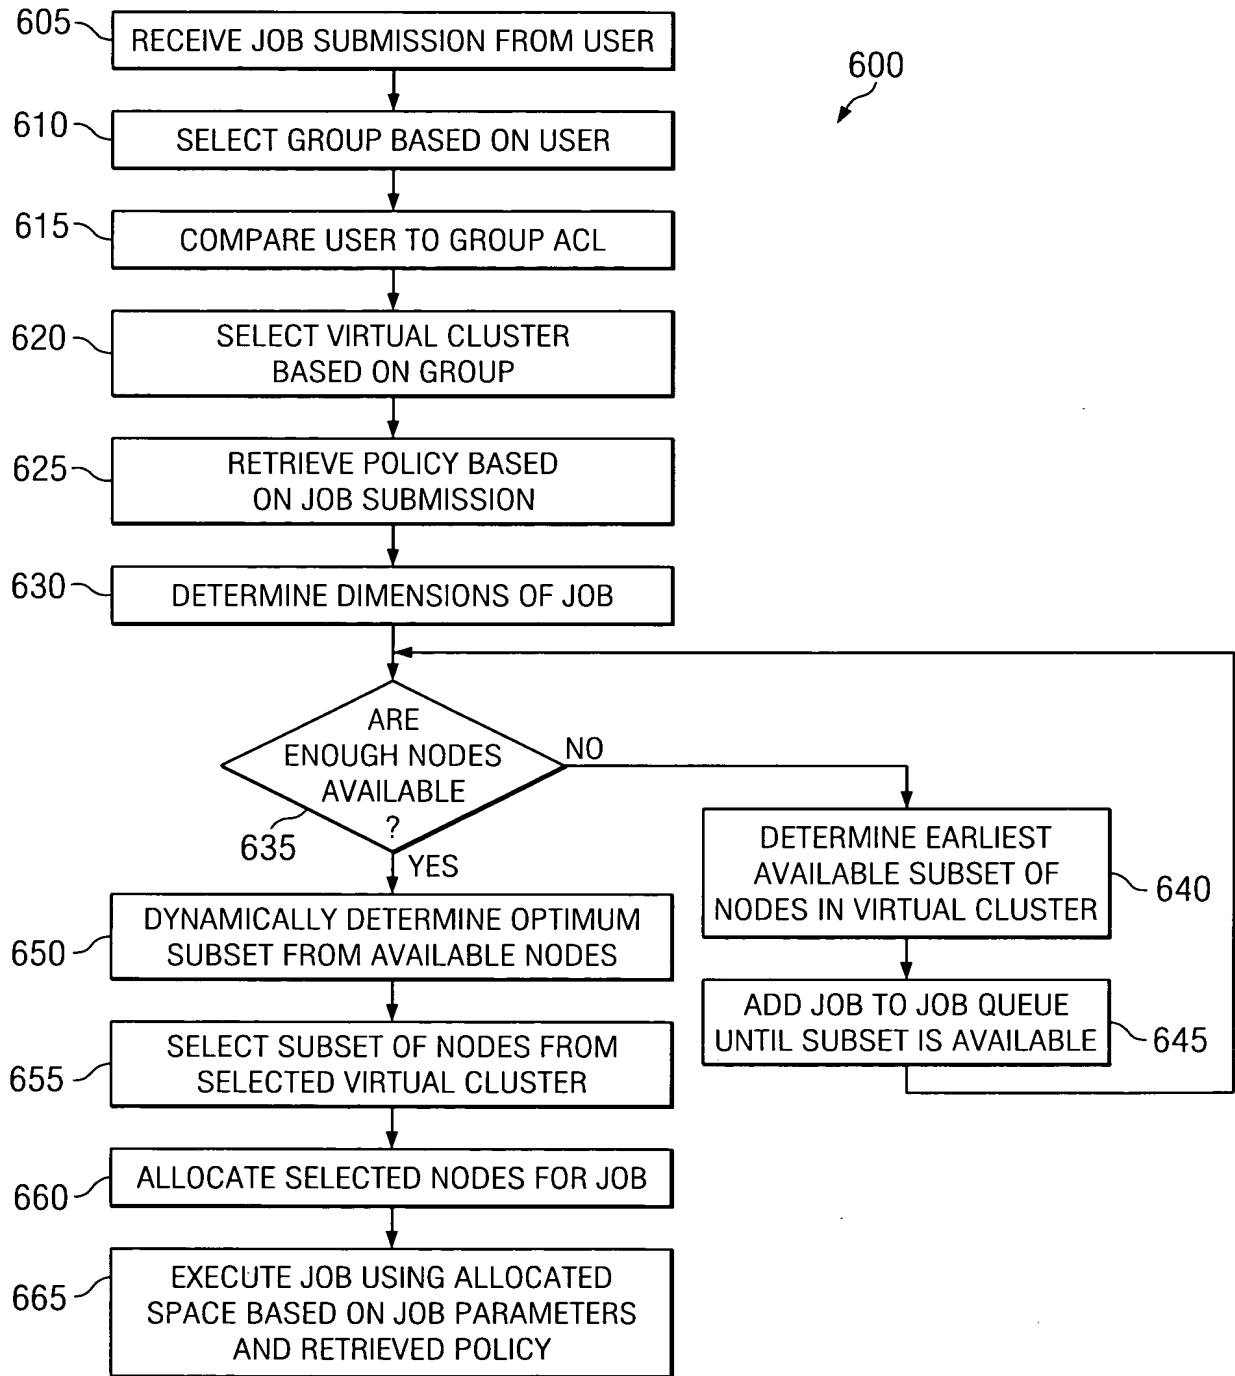 605
RECEIVE JOB SUBMISSION FROM USER
600
610
SELECT GROUP BASED ON USER
615
COMPARE USER TO GROUP ACL
620
SELECT VIRTUAL CLUSTER
BASED ON GROUP
625
RETRIEVE POLICY BASED
ON JOB SUBMISSION
630
DETERMINE DIMENSIONS OF JOB
ARE
ENOUGH NODES
AVAILABLE
?
635
NO
YES
DETERMINE EARLIEST
AVAILABLE SUBSET OF
NODES IN VIRTUAL CLUSTER
640
ADD JOB TO JOB QUEUE
UNTIL SUBSET IS AVAILABLE
645
650
DYNAMICALLY DETERMINE OPTIMUM
SUBSET FROM AVAILABLE NODES
655
SELECT SUBSET OF NODES FROM
SELECTED VIRTUAL CLUSTER
660
ALLOCATE SELECTED NODES FOR JOB
665
EXECUTE JOB USING ALLOCATED
SPACE BASED ON JOB PARAMETERS
AND RETRIEVED POLICY